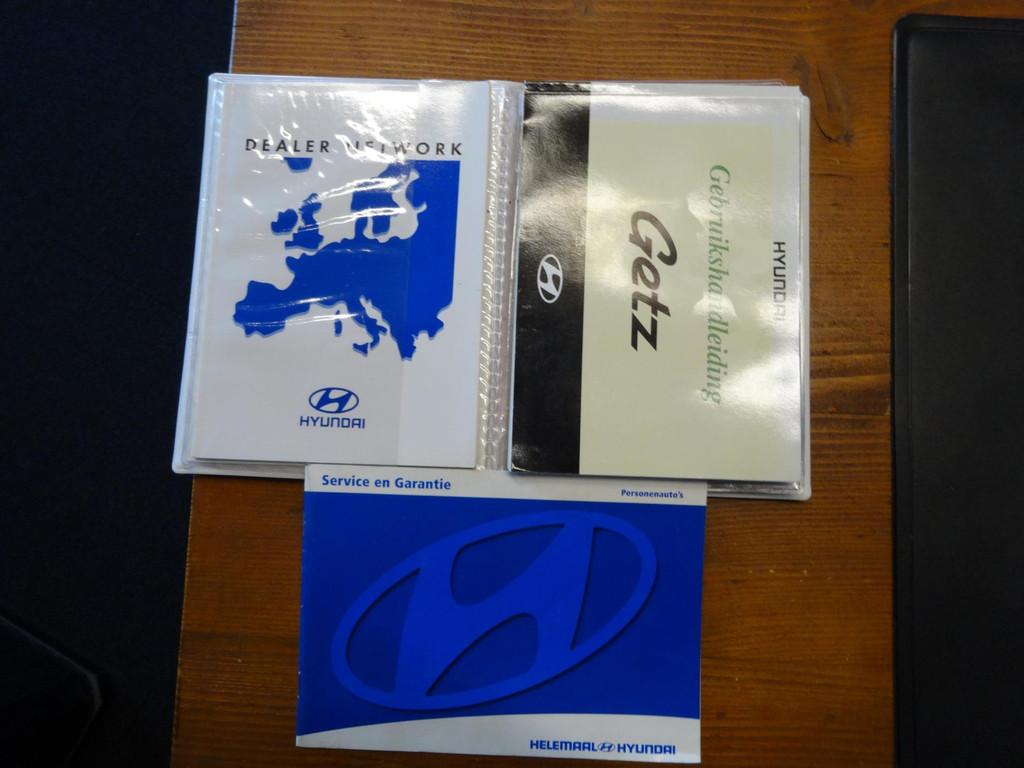 DEALER NETWORK
HYUNDAI
HYUNDAI
Gebruikshandleiding
Getz
Service en Garantie
Personenauto's
HELEMAAL HYUNDAI